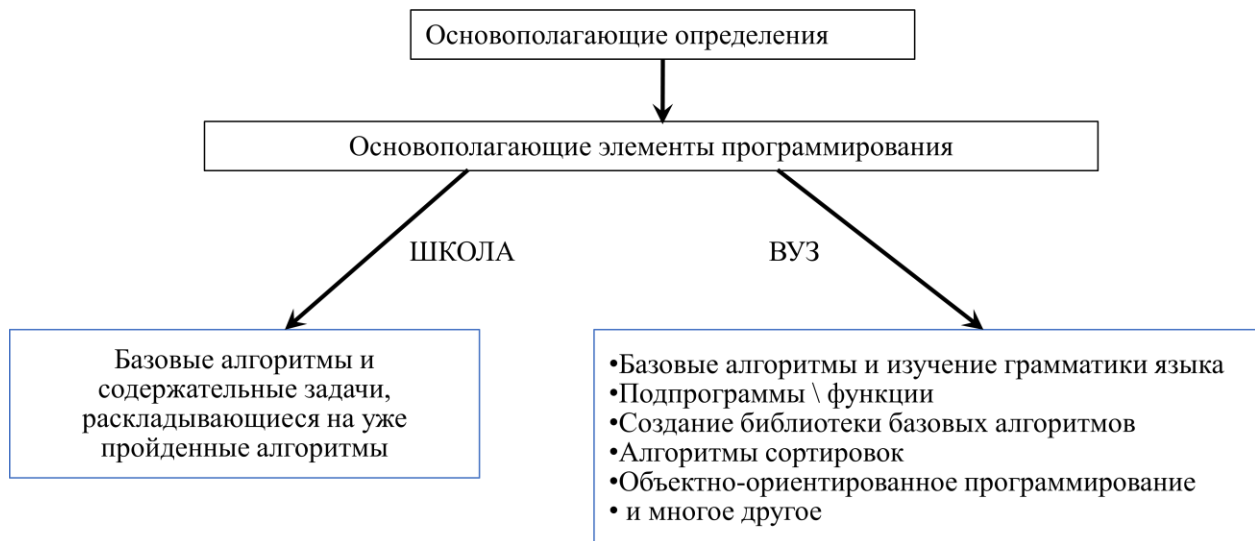 Основополагающие определения
Основополагающие элементы программирования
ШКОЛА
ВУЗ
Базовые алгоритмы и
содержательные задачи,
раскладывающиеся на уже
пройденные алгоритмы
•Базовые алгоритмы и изучение грамматики языка
•Подпрограммы \ функции
•Создание библиотеки базовых алгоритмов
•Алгоритмы сортировок
•Объектно-ориентированное программирование
• и многое другое